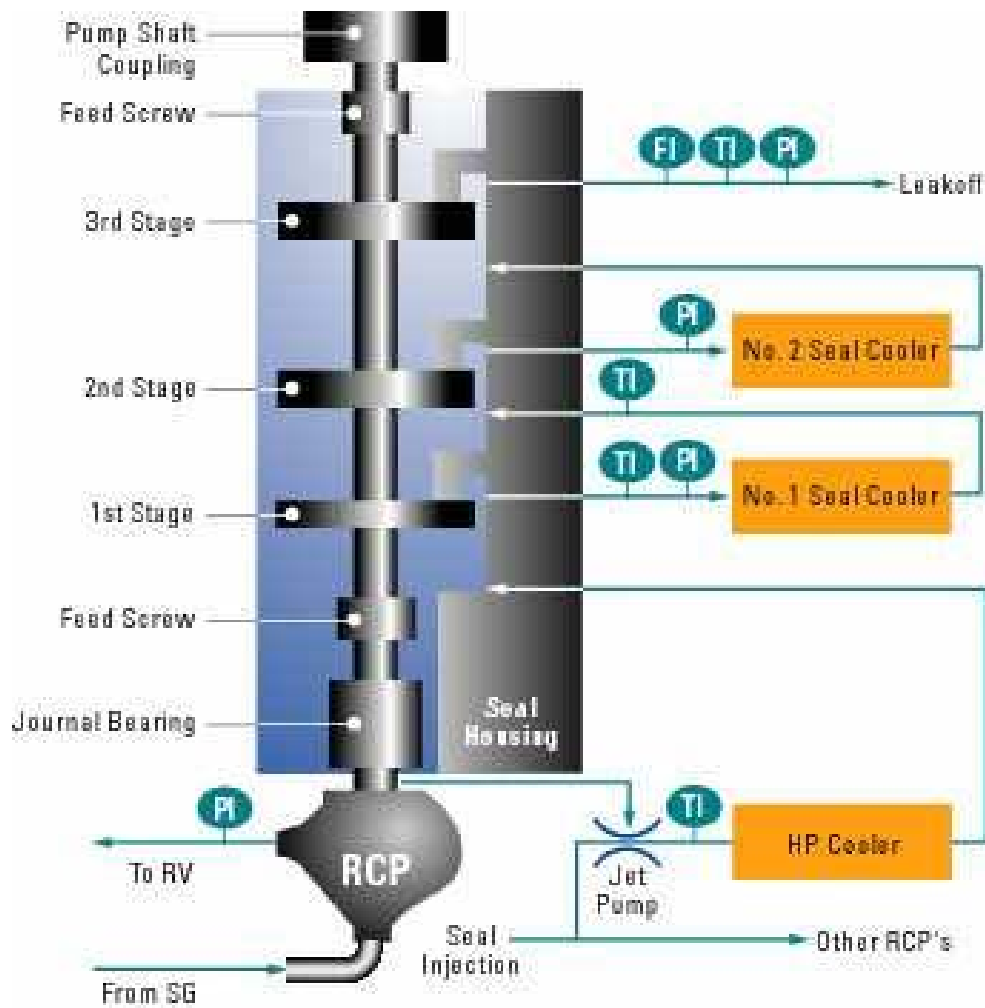 Pump Shaft
Coupling
Feed Screw
FI TI PI
Leakoff
3rd Stage
PI
No. 2 Seal Cooler
2nd Stage
TI
TI PI
No. 1 Seal Cooler
1st Stage
Feed Screw
Journal Bearing
Seal
Housing
PI
To RV
RCP
TI
HP Cooler
Jet
Pump
Seal
Injection
Other RCP's
From SG